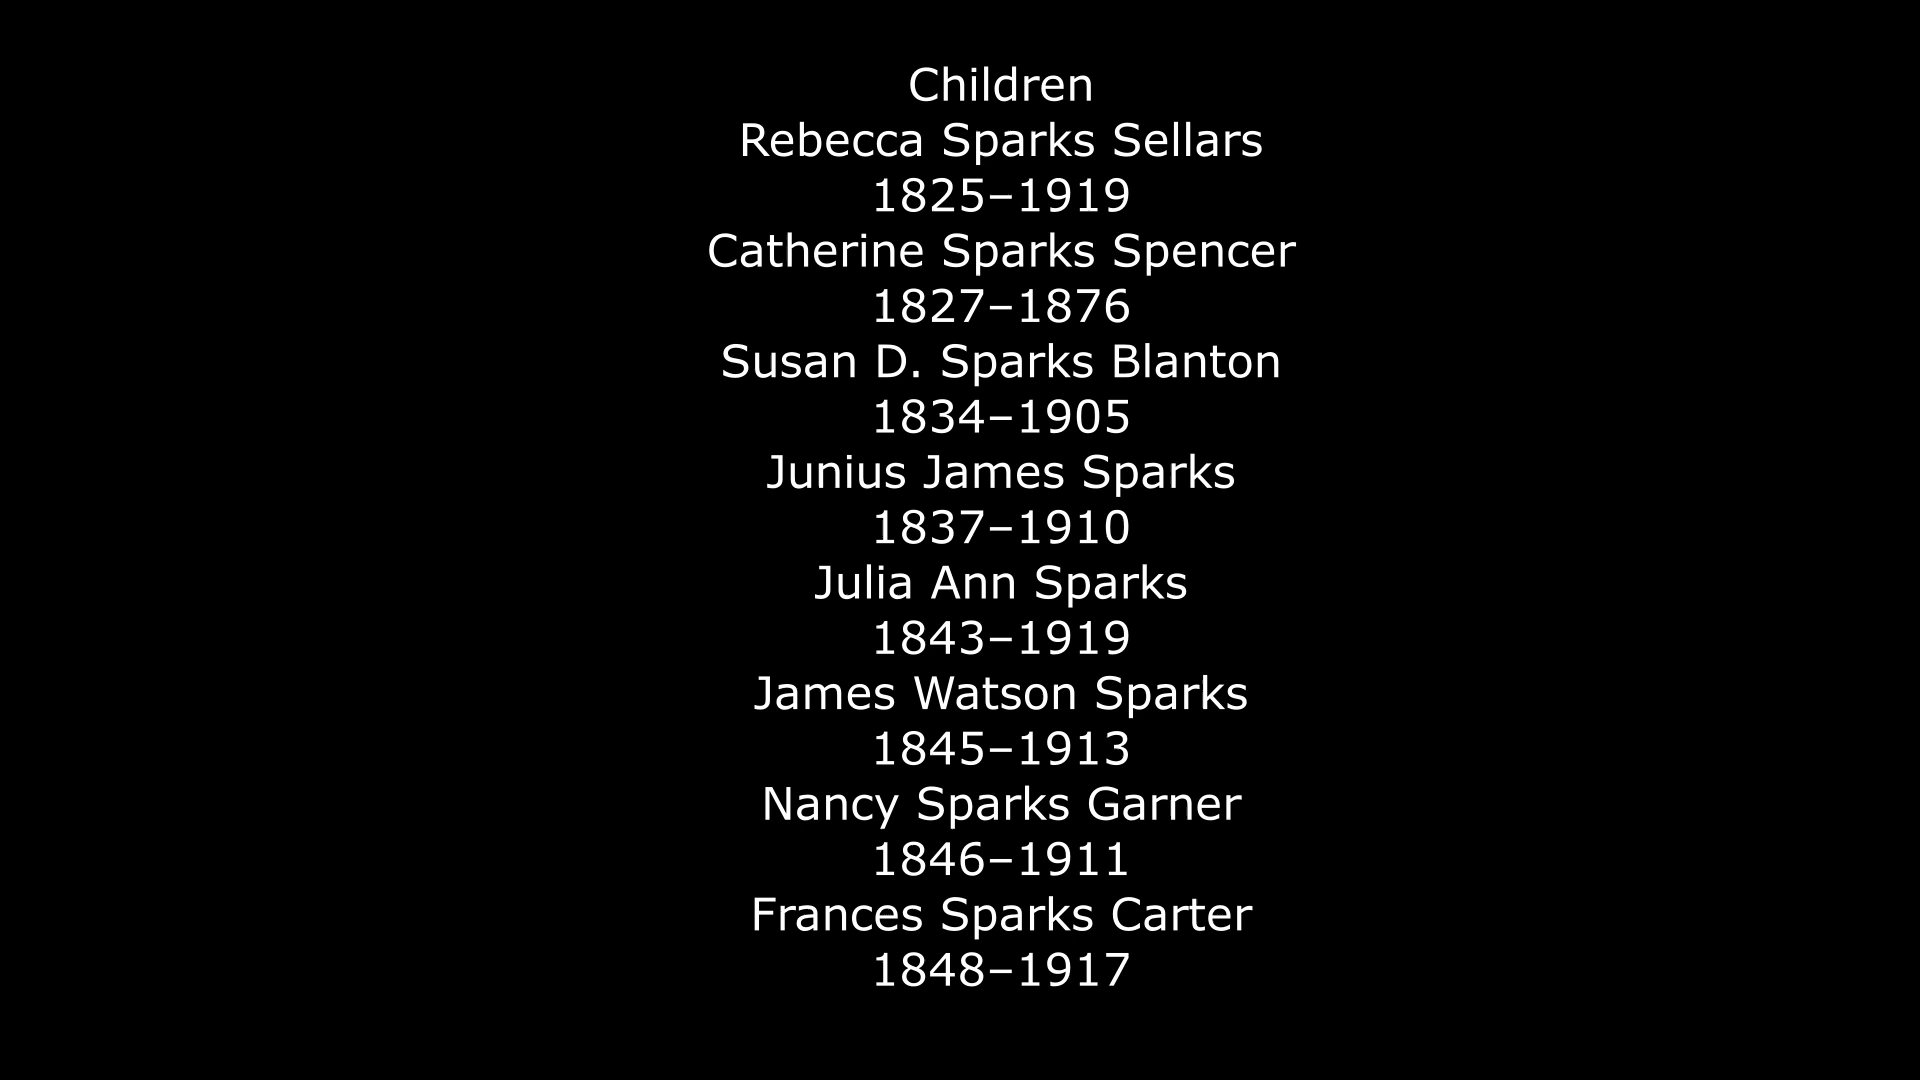 Children
Rebecca Sparks Sellars
1825–1919
Catherine Sparks Spencer
1827–1876
Susan D. Sparks Blanton
1834–1905
Junius James Sparks
1837–1910
Julia Ann Sparks
1843–1919
James Watson Sparks
1845–1913
Nancy Sparks Garner
1846–1911
Frances Sparks Carter
1848–1917